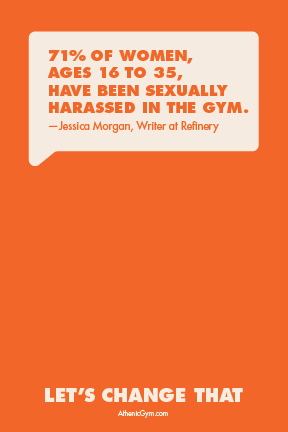 71% OF WOMEN,
AGES 16 TO 35,
HAVE BEEN SEXUALLY
HARASSED IN THE GYM.
—Jessica Morgan, Writer at Refinery
LET'S CHANGE THAT
AthenicGym.com